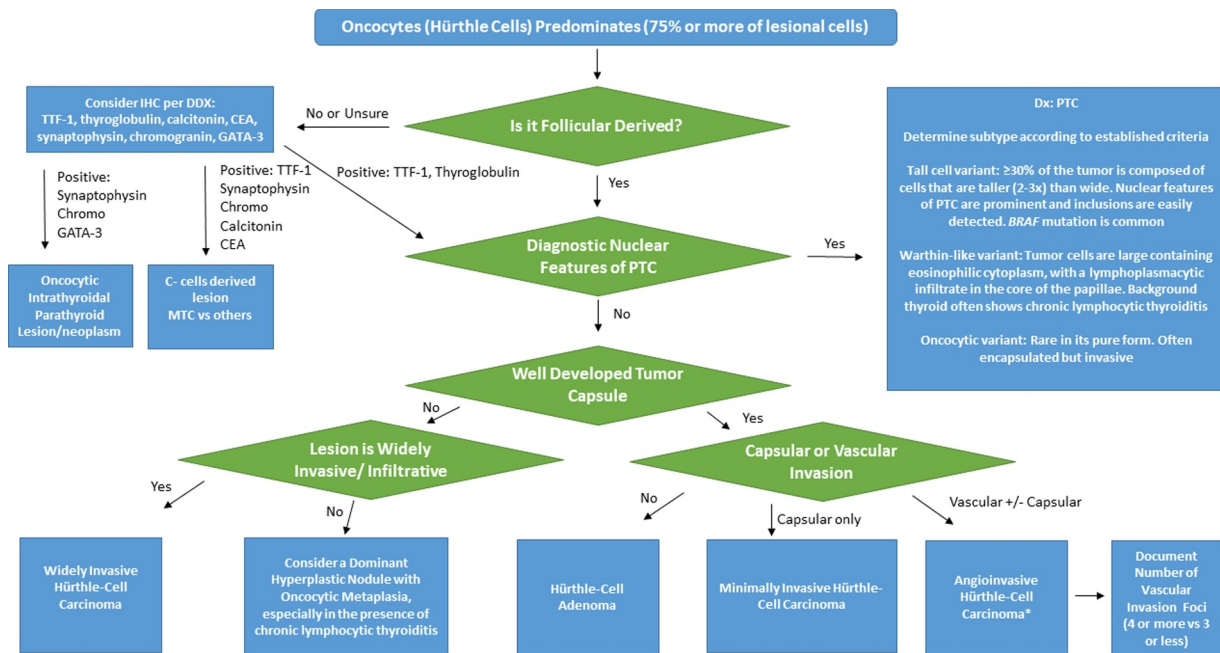 Oncocytes (Hürthle Cells) Predominates (75% or more of lesional cells)
Consider IHC per DDX:
TTF-1, thyroglobulin, calcitonin, CEA,
synaptophysin, chromogranin, GATA-3
No or Unsure
Is it Follicular Derived?
Positive:
Synaptophysin
Chromo
GATA-3
Positive: TTF-1
Synaptophysin
Chromo
Calcitonin
CEA
Positive: TTF-1, Thyroglobulin
Yes
Oncocytic
Intrathyroidal
Parathyroid
Lesion/neoplasm
C- cells derived
lesion
MTC vs others
Diagnostic Nuclear
Features of PTC
Yes
Dx: PTC
Determine subtype according to established criteria
Tall cell variant: ≥30% of the tumor is composed of
cells that are taller (2-3x) than wide. Nuclear features
of PTC are prominent and inclusions are easily
detected. BRAF mutation is common
Warthin-like variant: Tumor cells are large containing
eosinophilic cytoplasm, with a lymphoplasmacytic
infiltrate in the core of the papillae. Background
thyroid often shows chronic lymphocytic thyroiditis
Oncocytic variant: Rare in its pure form. Often
encapsulated but invasive
No
Well Developed Tumor
Capsule
No
Yes
Lesion is Widely
Invasive/ Infiltrative
Capsular or Vascular
Invasion
Yes
No
No
Capsular only
Vascular +/- Capsular
Widely Invasive
Hürthle-Cell
Carcinoma
Consider a Dominant
Hyperplastic Nodule with
Oncocytic Metaplasia,
especially in the presence of
chronic lymphocytic thyroiditis
Hürthle-Cell
Adenoma
Minimally Invasive Hürthle-
Cell Carcinoma
Angioinvasive
Hürthle-Cell
Carcinoma*
Document
Number of
Vascular
Invasion Foci
(4 or more vs 3
or less)